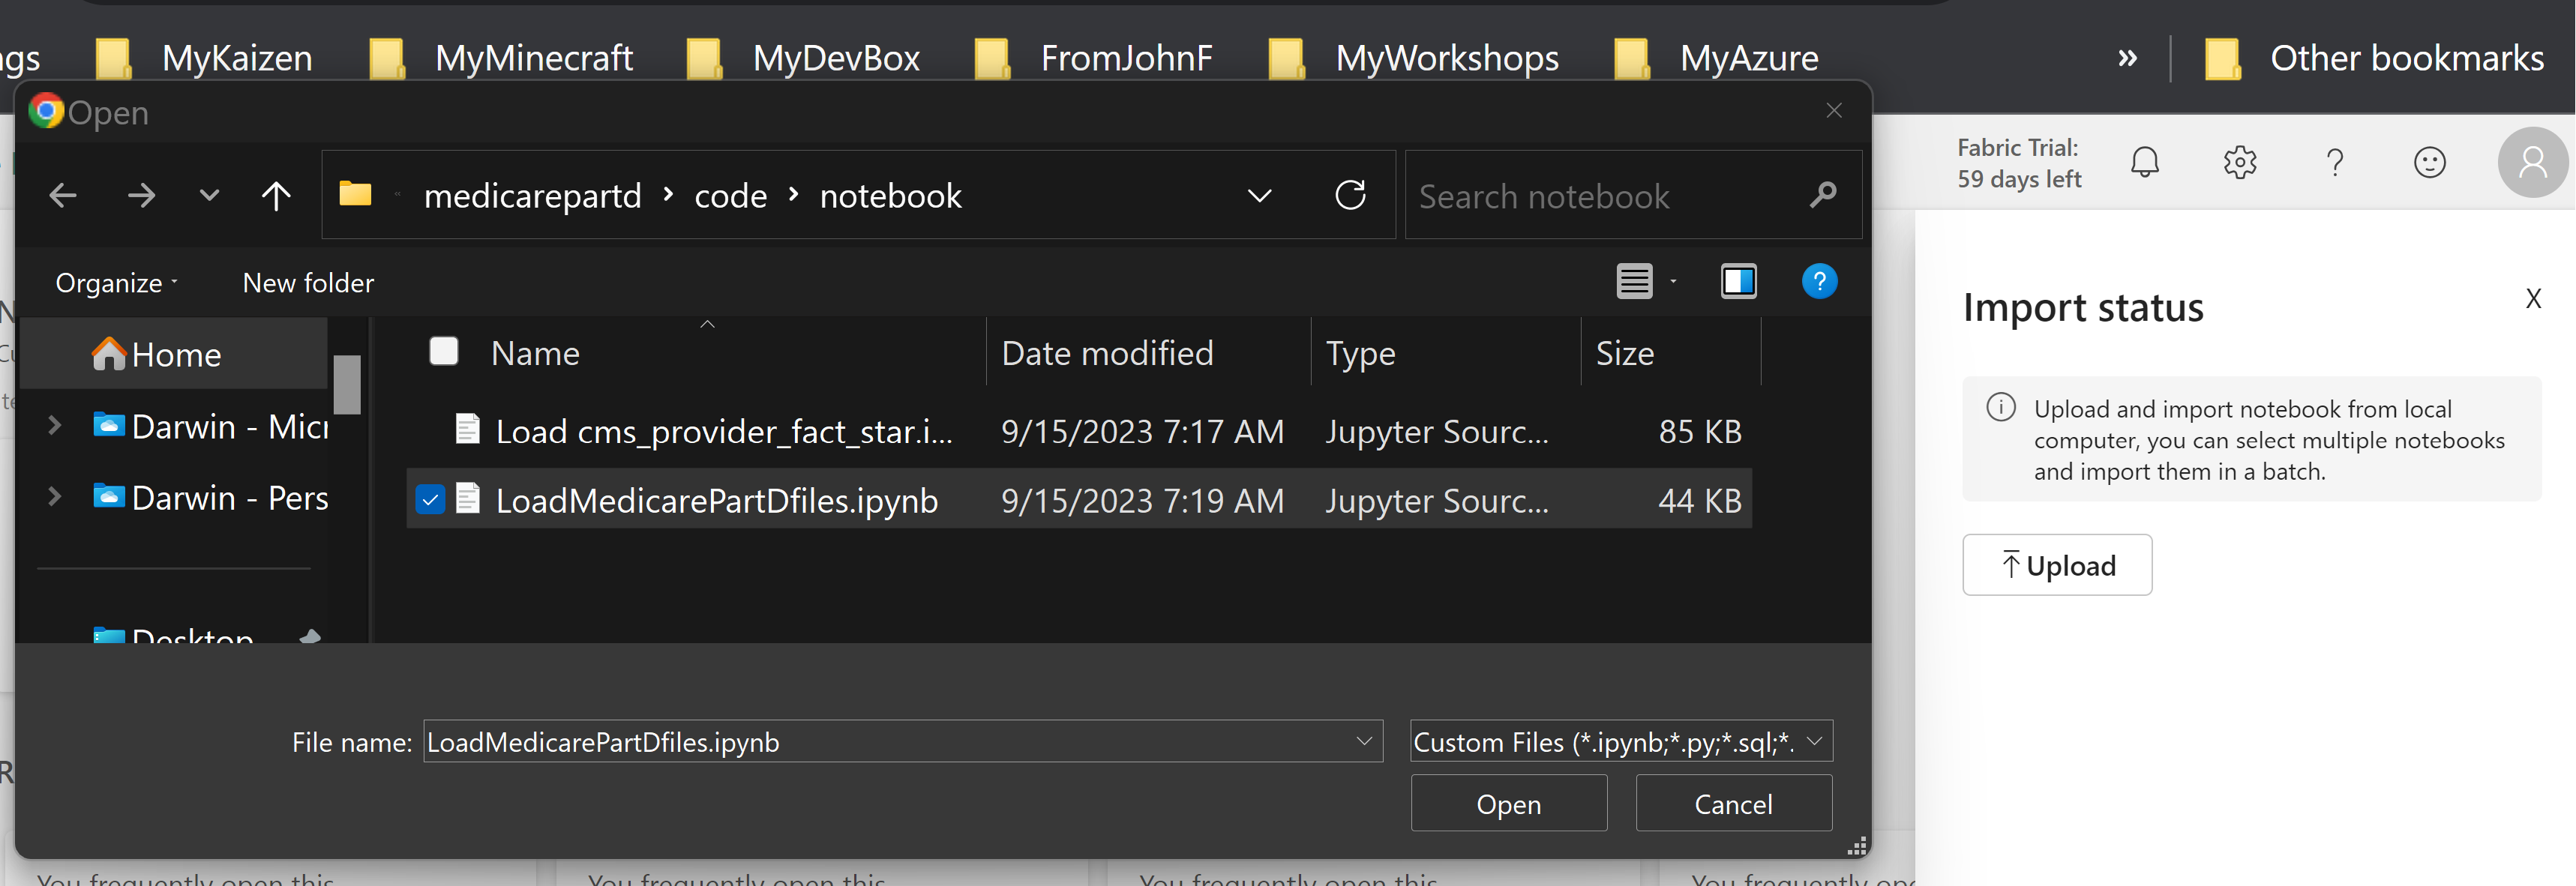 MyKaizen MyMinecraft MyDevBox FromJohnF MyWorkshops MyAzure » Other bookmarks
Open
Fabric Trial:
59 days left
medicarepartd > code > notebook
Search notebook
Organize
New folder
Import status
X
Home
Name Date modified Type Size
Upload and import notebook from local
computer, you can select multiple notebooks
and import them in a batch.
Darwin - Micr
Load cms_provider_fact_star.i... 9/15/2023 7:17 AM Jupyter Sourc... 85 KB
Darwin - Pers
LoadMedicarePartDfiles.ipynb 9/15/2023 7:19 AM Jupyter Sourc... 44 KB
Upload
Desktop
File name: LoadMedicarePartDfiles.ipynb
Custom Files (*.ipynb;*.py;*.sql;*.
Open Cancel
You frequently open this You frequently open this You frequently open this You frequently ope